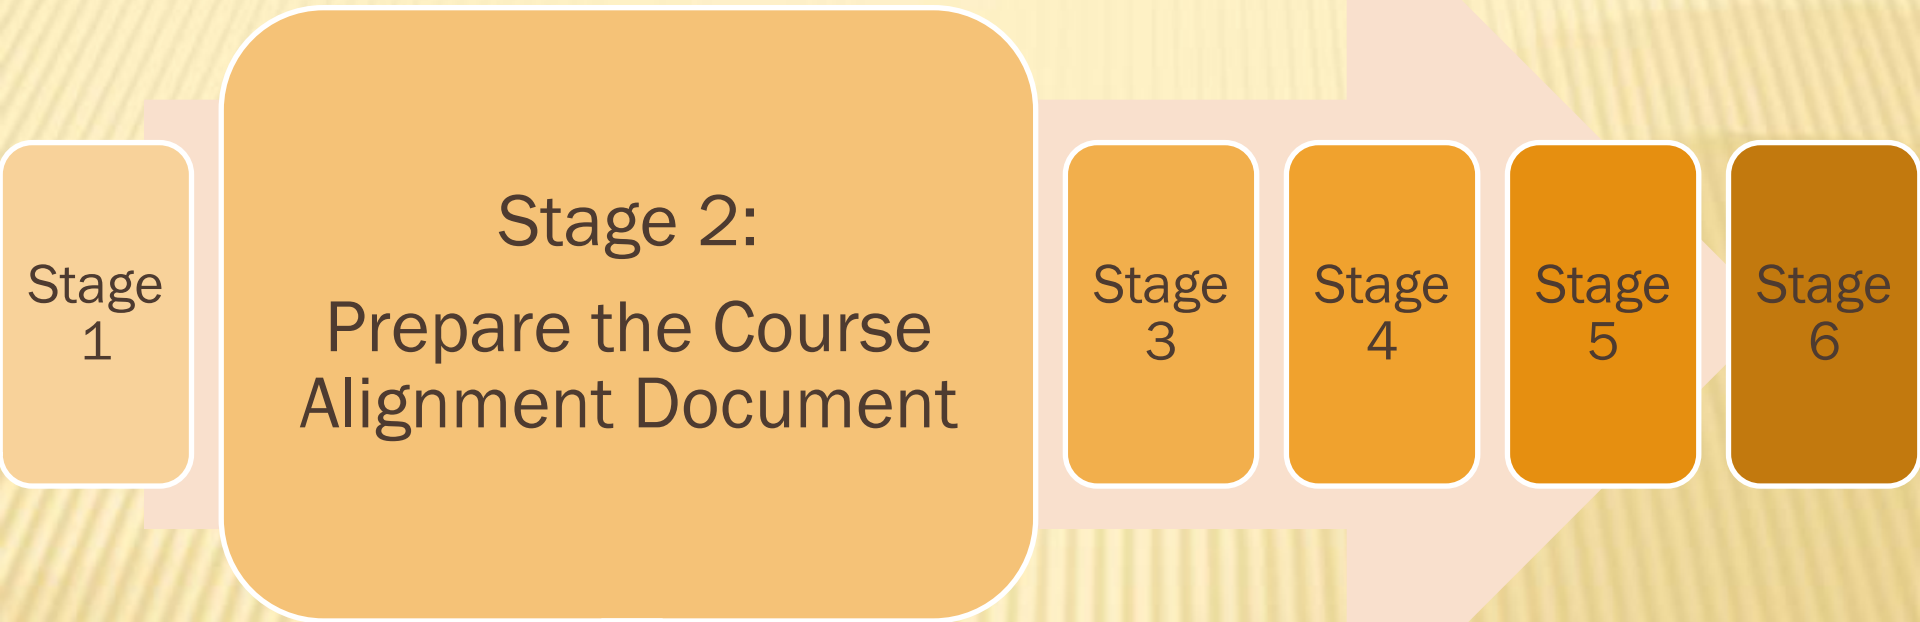 Stage
1
Stage 2:
Prepare the Course
Alignment Document
Stage
3
Stage
4
Stage
5
Stage
6